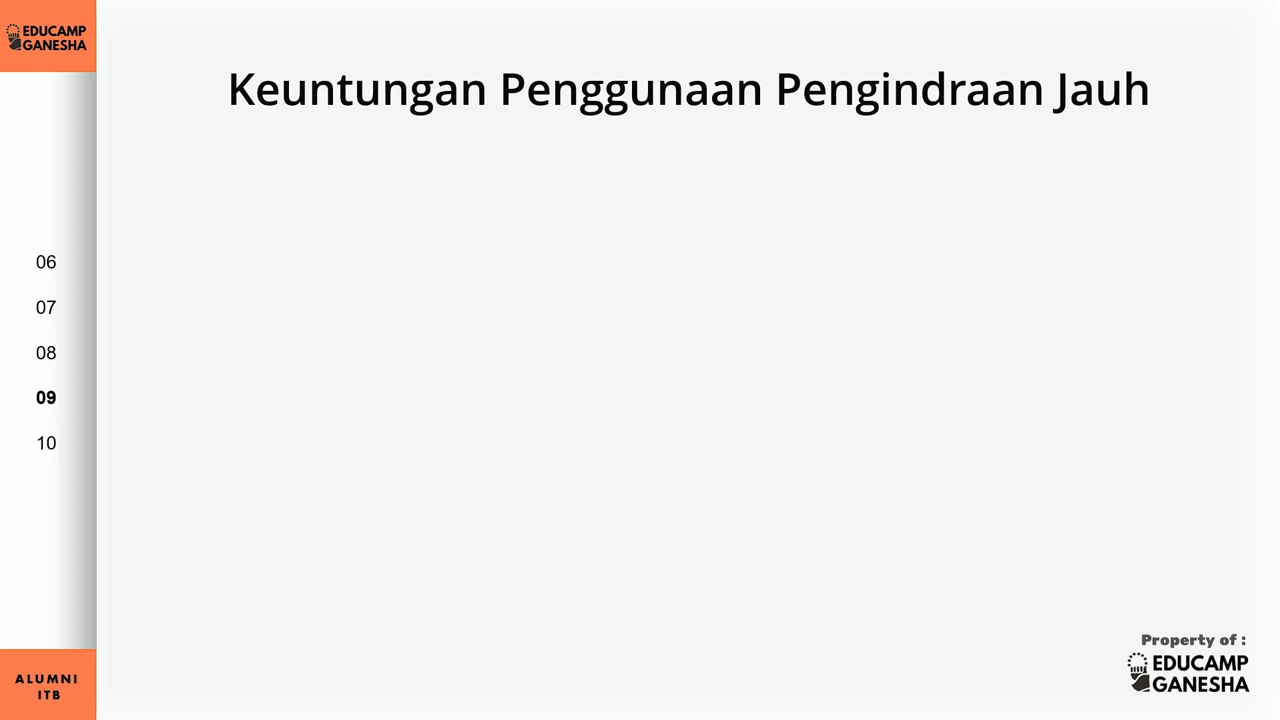 EDUCAMP
GANESHA
Keuntungan Penggunaan Pengindraan Jauh
06
07
08
09
10
ALUMNI
ITB
Property of :
EDUCAMP
GANESHA